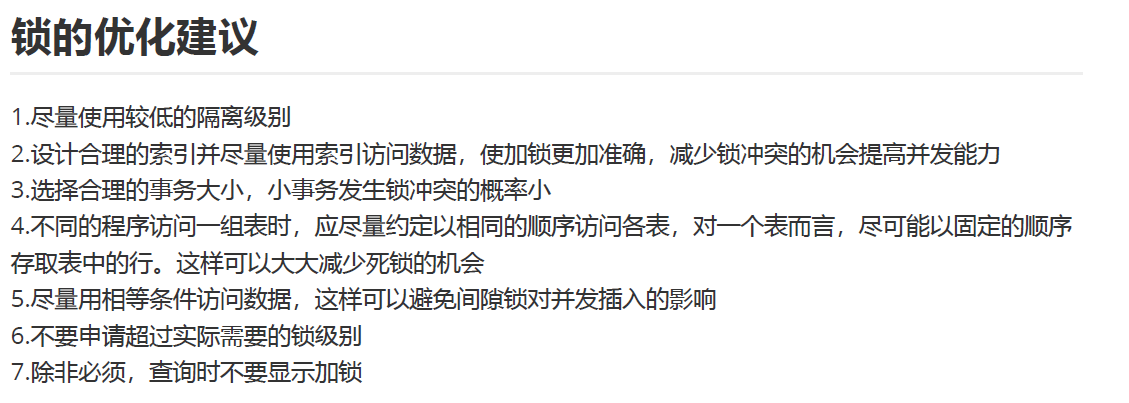 锁的优化建议
1.尽量使用较低的隔离级别
2.设计合理的索引并尽量使用索引访问数据，使加锁更加准确，减少锁冲突的机会提高并发能力
3.选择合理的事务大小，小事务发生锁冲突的概率小
4.不同的程序访问一组表时，应尽量约定以相同的顺序访问各表，对一个表而言，尽可能以固定的顺序
存取表中的行。这样可以大大减少死锁的机会
5.尽量用相等条件访问数据，这样可以避免间隙锁对并发插入的影响
6.不要申请超过实际需要的锁级别
7.除非必须，查询时不要显示加锁